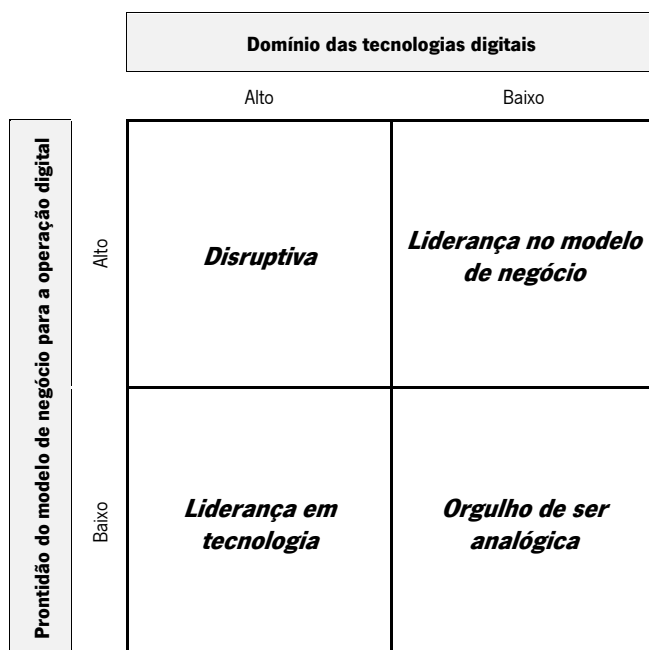 Domínio das tecnologias digitais
Alto
Baixo
Prontidão do modelo de negócio para a operação digital
Alto
Disruptiva
Liderança no modelo
de negócio
Baixo
Liderança em
tecnologia
Orgulho de ser
analógica